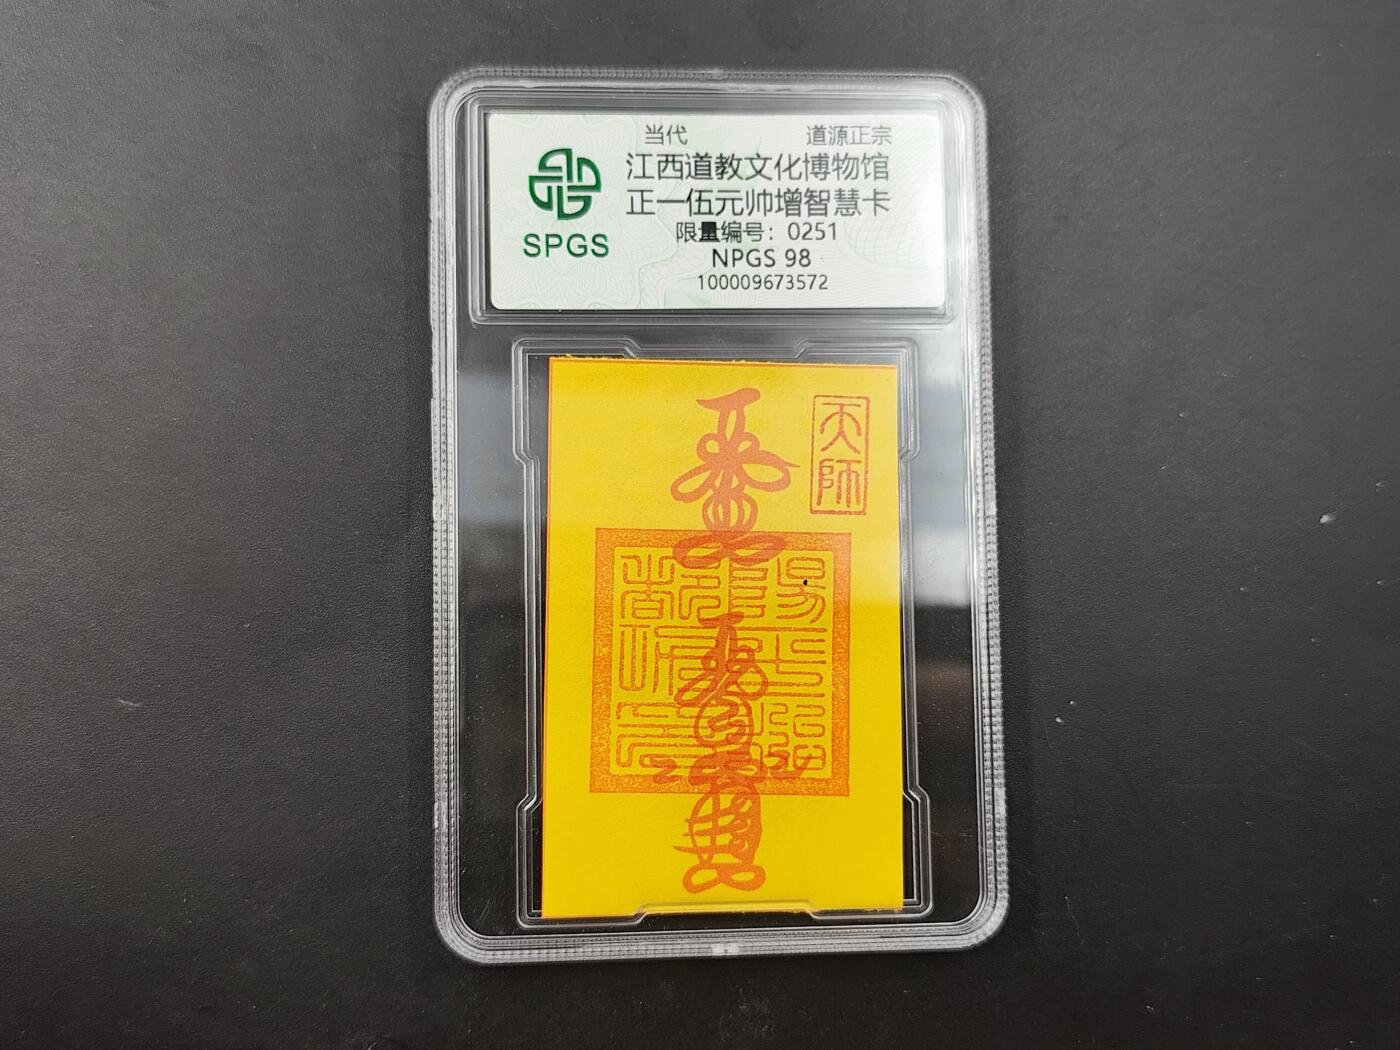 当代 道源正宗
江西道教文化博物馆
正一伍元帅增智慧卡
限量编号：0251
NPGS 98
100009673572
SPGS
天師